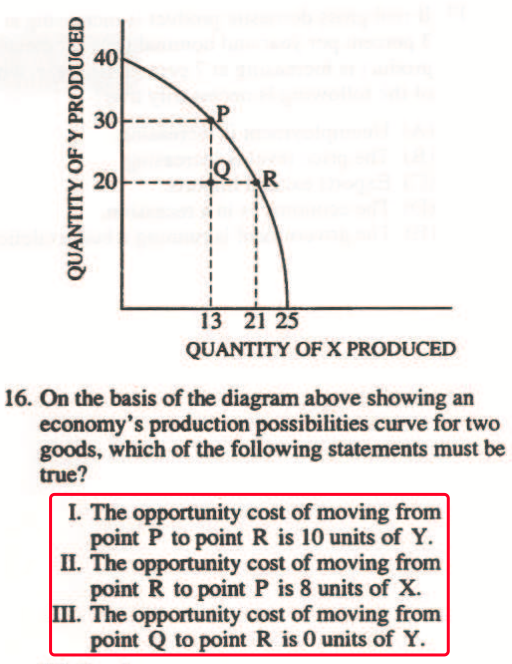 QUANTITY OF Y PRODUCED
40
30
P
20
Q
R
13 21 25
QUANTITY OF X PRODUCED
16. On the basis of the diagram above showing an
economy's production possibilities curve for two
goods, which of the following statements must be
true?
I. The opportunity cost of moving from
point P to point R is 10 units of Y.
II. The opportunity cost of moving from
point R to point P is 8 units of X.
III. The opportunity cost of moving from
point Q to point R is 0 units of Y.